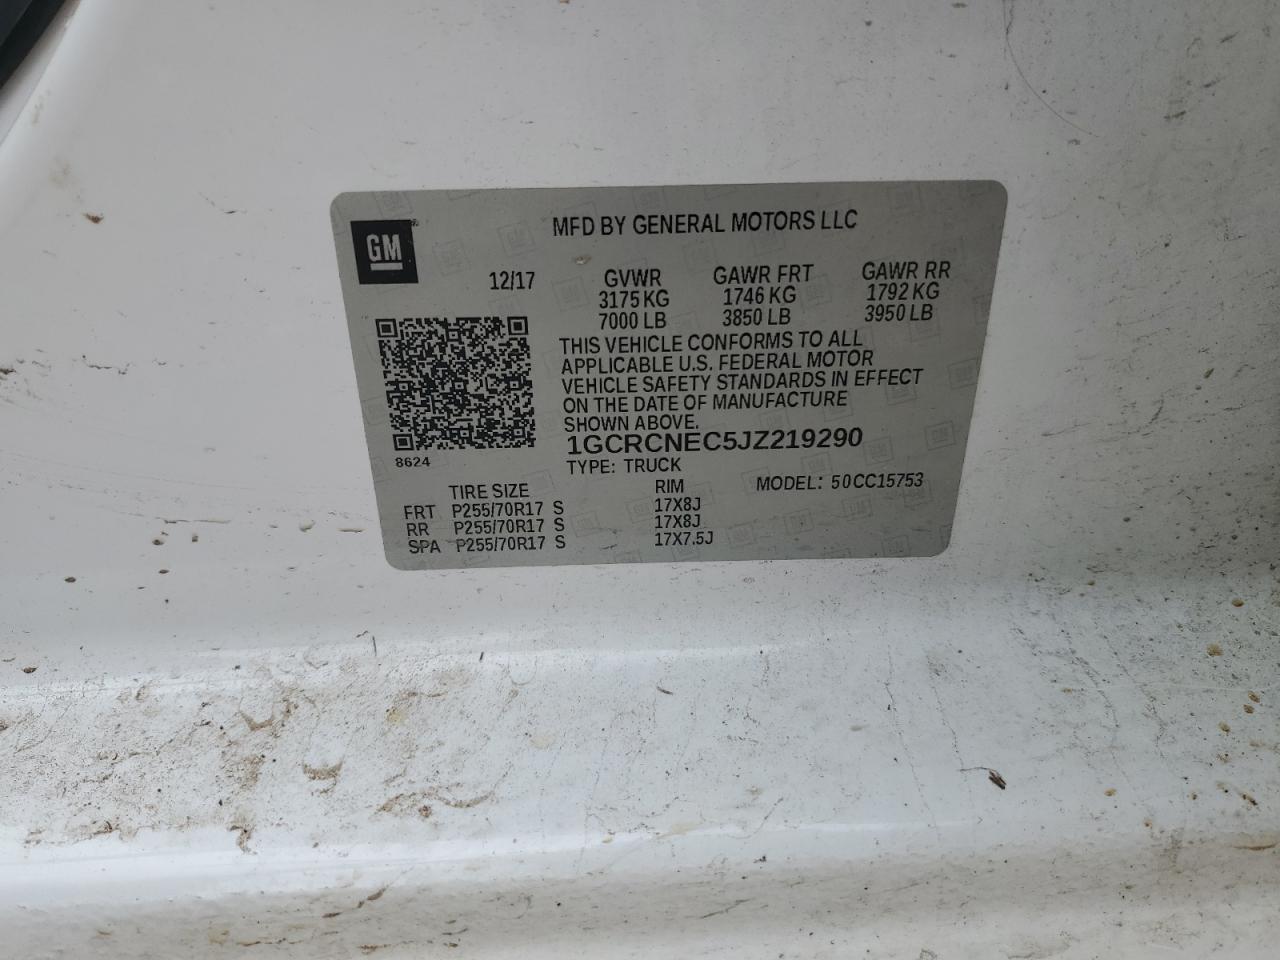 GM
MFD BY GENERAL MOTORS LLC
12/17 GVWR GAWR FRT GAWR RR
3175 KG 1746 KG 1792 KG
7000 LB 3850 LB 3950 LB
THIS VEHICLE CONFORMS TO ALL
APPLICABLE U.S. FEDERAL MOTOR
VEHICLE SAFETY STANDARDS IN EFFECT
ON THE DATE OF MANUFACTURE
SHOWN ABOVE.
1GCRCNEC5JZ219290
8624
TYPE: TRUCK
TIRE SIZE RIM MODEL: 50CC15753
FRT P255/70R17 S 17X8J
RR P255/70R17 S 17X8J
SPA P255/70R17 S 17X7.5J